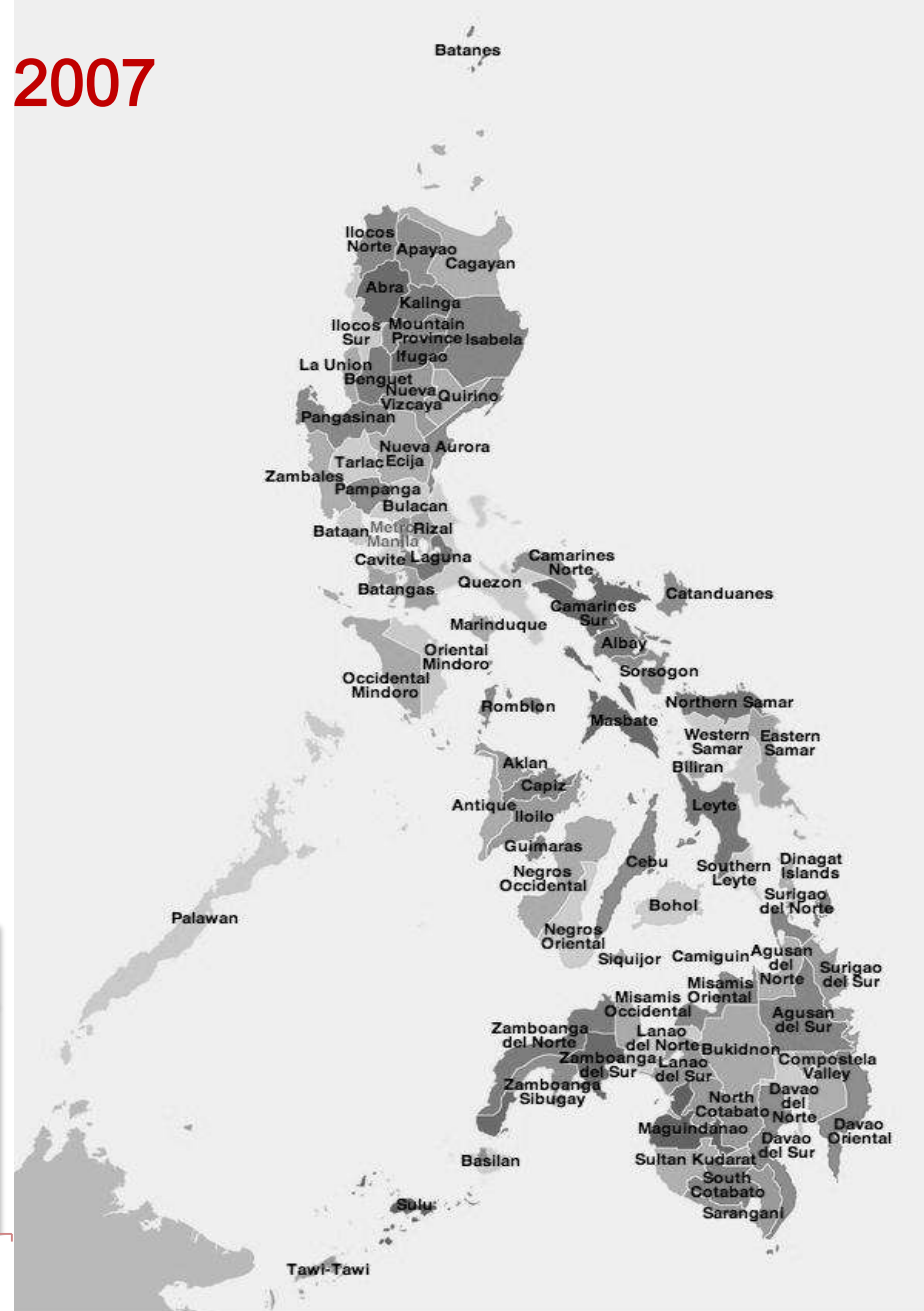 2007
Batanes
Ilocos
Norte
Apayao
Cagayan
Abra
Kalinga
Ilocos
Sur
Mountain
Province
Isabela
Ifugao
La Union
Benguet
Nueva
Vizcaya
Quirino
Pangasinan
Nueva
Ecija
Aurora
Tarlac
Zambales
Pampanga
Bulacan
Bataan
Metro
Manila
Rizal
Cavite
Laguna
Batangas
Quezon
Camarines
Norte
Catanduanes
Camarines
Sur
Marinduque
Albay
Oriental
Mindoro
Sorsogon
Occidental
Mindoro
Romblon
Northern Samar
Masbate
Western
Samar
Eastern
Samar
Biliran
Aklan
Capiz
Antique
Iloilo
Leyte
Guimaras
Cebu
Negros
Occidental
Southern
Leyte
Dinagat
Islands
Surigao
del Norte
Bohol
Palawan
Negros
Oriental
Siquijor
Camiguin
Agusan
del
Norte
Surigao
del Sur
Misamis
Oriental
Misamis
Occidental
Agusan
del Sur
Zamboanga
del Norte
Lanao
del Norte
Bukidnon
Zamboanga
del Sur
Lanao
del Sur
Compostela
Valley
Zamboanga
Sibugay
North
Cotabato
Davao
del
Norte
Maguindanao
Davao
Oriental
Davao
del Sur
Basilan
Sultan Kudarat
South
Cotabato
Sulu
Sarangani
Tawi-Tawi